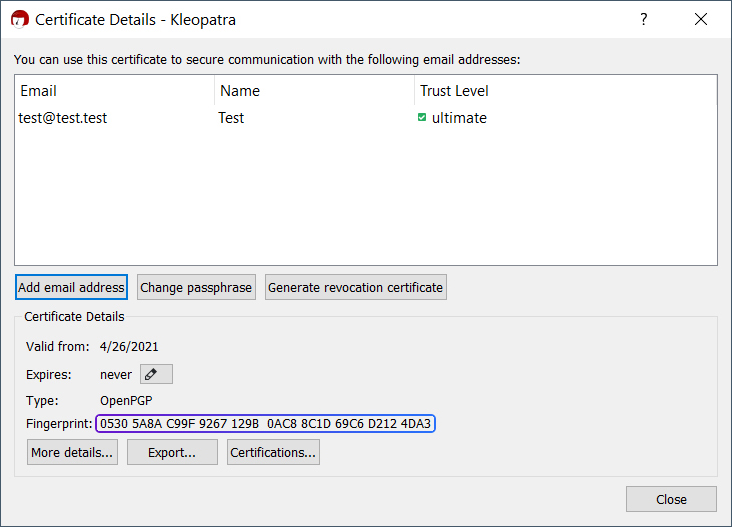 Certificate Details - Kleopatra
You can use this certificate to secure communication with the following email addresses:
Email Name Trust Level
test@test.test Test ultimate
Add email address Change passphrase Generate revocation certificate
Certificate Details
Valid from: 4/26/2021
Expires: never
Type: OpenPGP
Fingerprint: 0530 5A8A C99F 9267 129B  0AC8 8C1D 69C6 D212 4DA3
More details... Export... Certifications...
Close